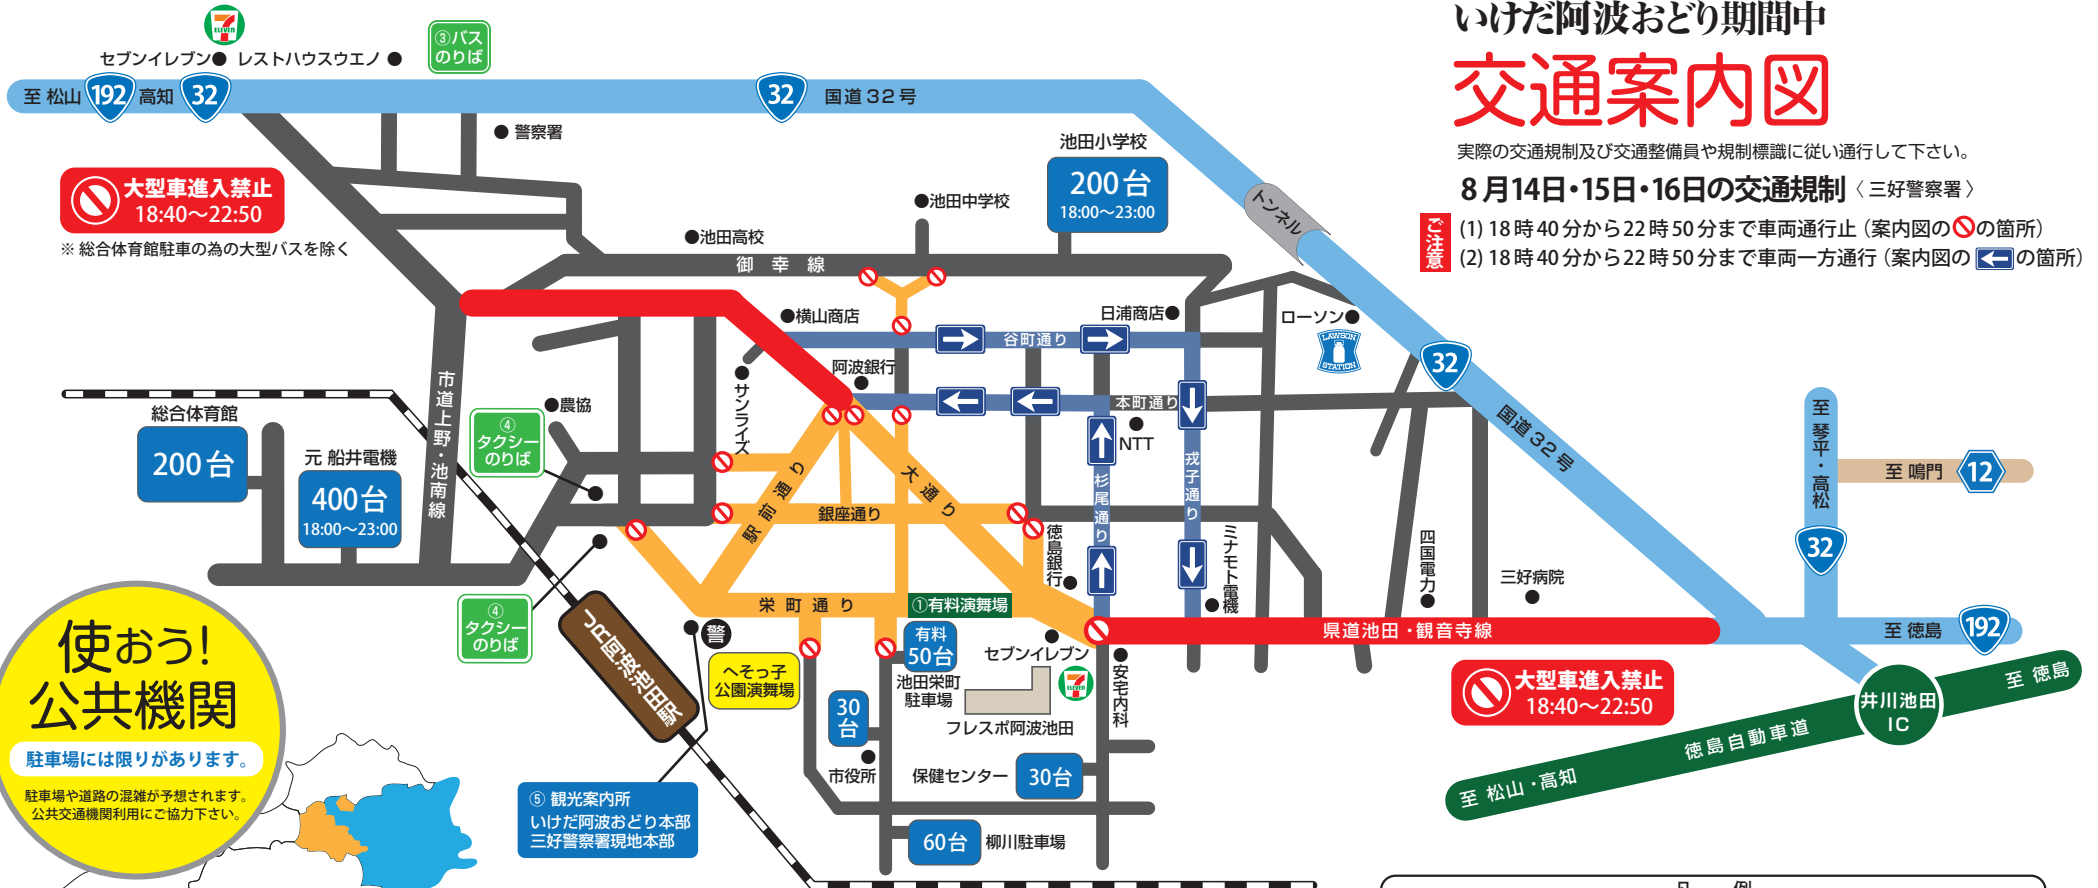 いけだ阿波おどり期間中
交通案内図
実際の交通規制及び交通整備員や規制標識に従い通行して下さい。
8月14日・15日・16日の交通規制〈三好警察署〉
ご注意
(1) 18時40分から22時50分まで車両通行止（案内図の の箇所）
(2) 18時40分から22時50分まで車両一方通行（案内図の の箇所）
7
ELEVEN
セブンイレブン
レストハウスウエノ
③バス
のりば
至 松山
192
高知
32
32
国道32号
警察署
大型車進入禁止
18:40～22:50
※ 総合体育館駐車の為の大型バスを除く
池田小学校
200台
18:00～23:00
池田中学校
池田高校
御幸線
トンネル
横山商店
日浦商店
谷町通り
ローソン
LAWSON
STATION
32
阿波銀行
本町通り
NTT
サンライズ
農協
④
タクシー
のりば
市道上野・池南線
総合体育館
200台
元 船井電機
400台
18:00～23:00
駅前通り
大通り
銀座通り
杉尾通り
戎子通り
国道32号
至 琴平・高松
至 鳴門
12
32
徳島銀行
ミナモト電機
四国電力
三好病院
栄町通り
①有料演舞場
県道池田・観音寺線
至 徳島
192
④
タクシー
のりば
JR阿波池田駅
警
へそっ子
公園演舞場
有料
50台
池田栄町
駐車場
セブンイレブン
7
ELEVEN
フレスポ阿波池田
安宅内科
大型車進入禁止
18:40～22:50
井川池田
IC
至 徳島
徳島自動車道
至 松山・高知
30
台
市役所
保健センター
30台
60台
柳川駐車場
⑤ 観光案内所
いけだ阿波おどり本部
三好警察署現地本部
使おう！
公共機関
駐車場には限りがあります。
駐車場や道路の混雑が予想されます。
公共交通機関利用にご協力下さい。
凡例